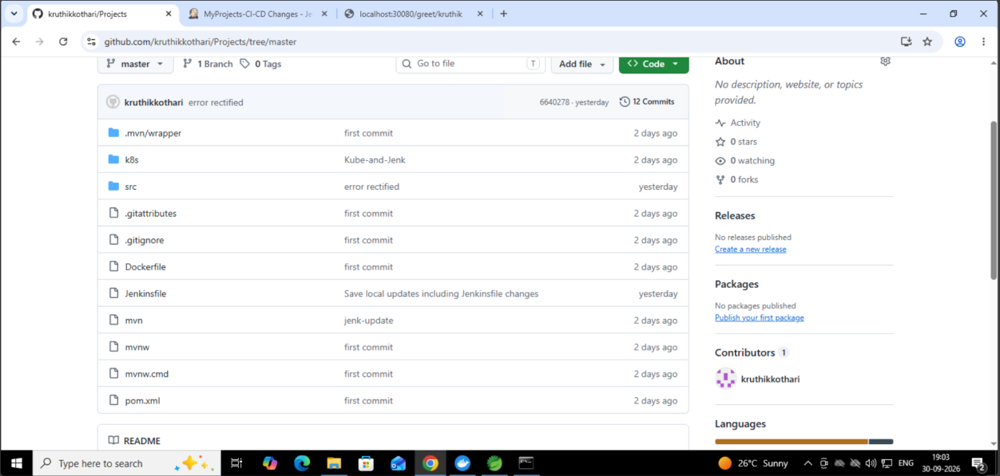 kruthikkothari/Projects
MyProjects-CI-CD Changes - Je
localhost:30080/greet/kruthik
github.com/kruthikkothari/Projects/tree/master
master
1 Branch
0 Tags
Go to file
T
Add file
Code
kruthikkothari error rectified
6640278 · yesterday
12 Commits
.mvn/wrapper first commit 2 days ago
k8s Kube-and-Jenk 2 days ago
src error rectified yesterday
.gitattributes first commit 2 days ago
.gitignore first commit 2 days ago
Dockerfile first commit 2 days ago
Jenkinsfile Save local updates including Jenkinsfile changes yesterday
mvn jenk-update 2 days ago
mvnw first commit 2 days ago
mvnw.cmd first commit 2 days ago
pom.xml first commit 2 days ago
README
About
No description, website, or topics
provided.
Activity
0 stars
0 watching
0 forks
Releases
No releases published
Create a new release
Packages
No packages published
Publish your first package
Contributors 1
kruthikkothari
Languages
Type here to search
26°C Sunny
ENG
19:03
30-09-2026
2